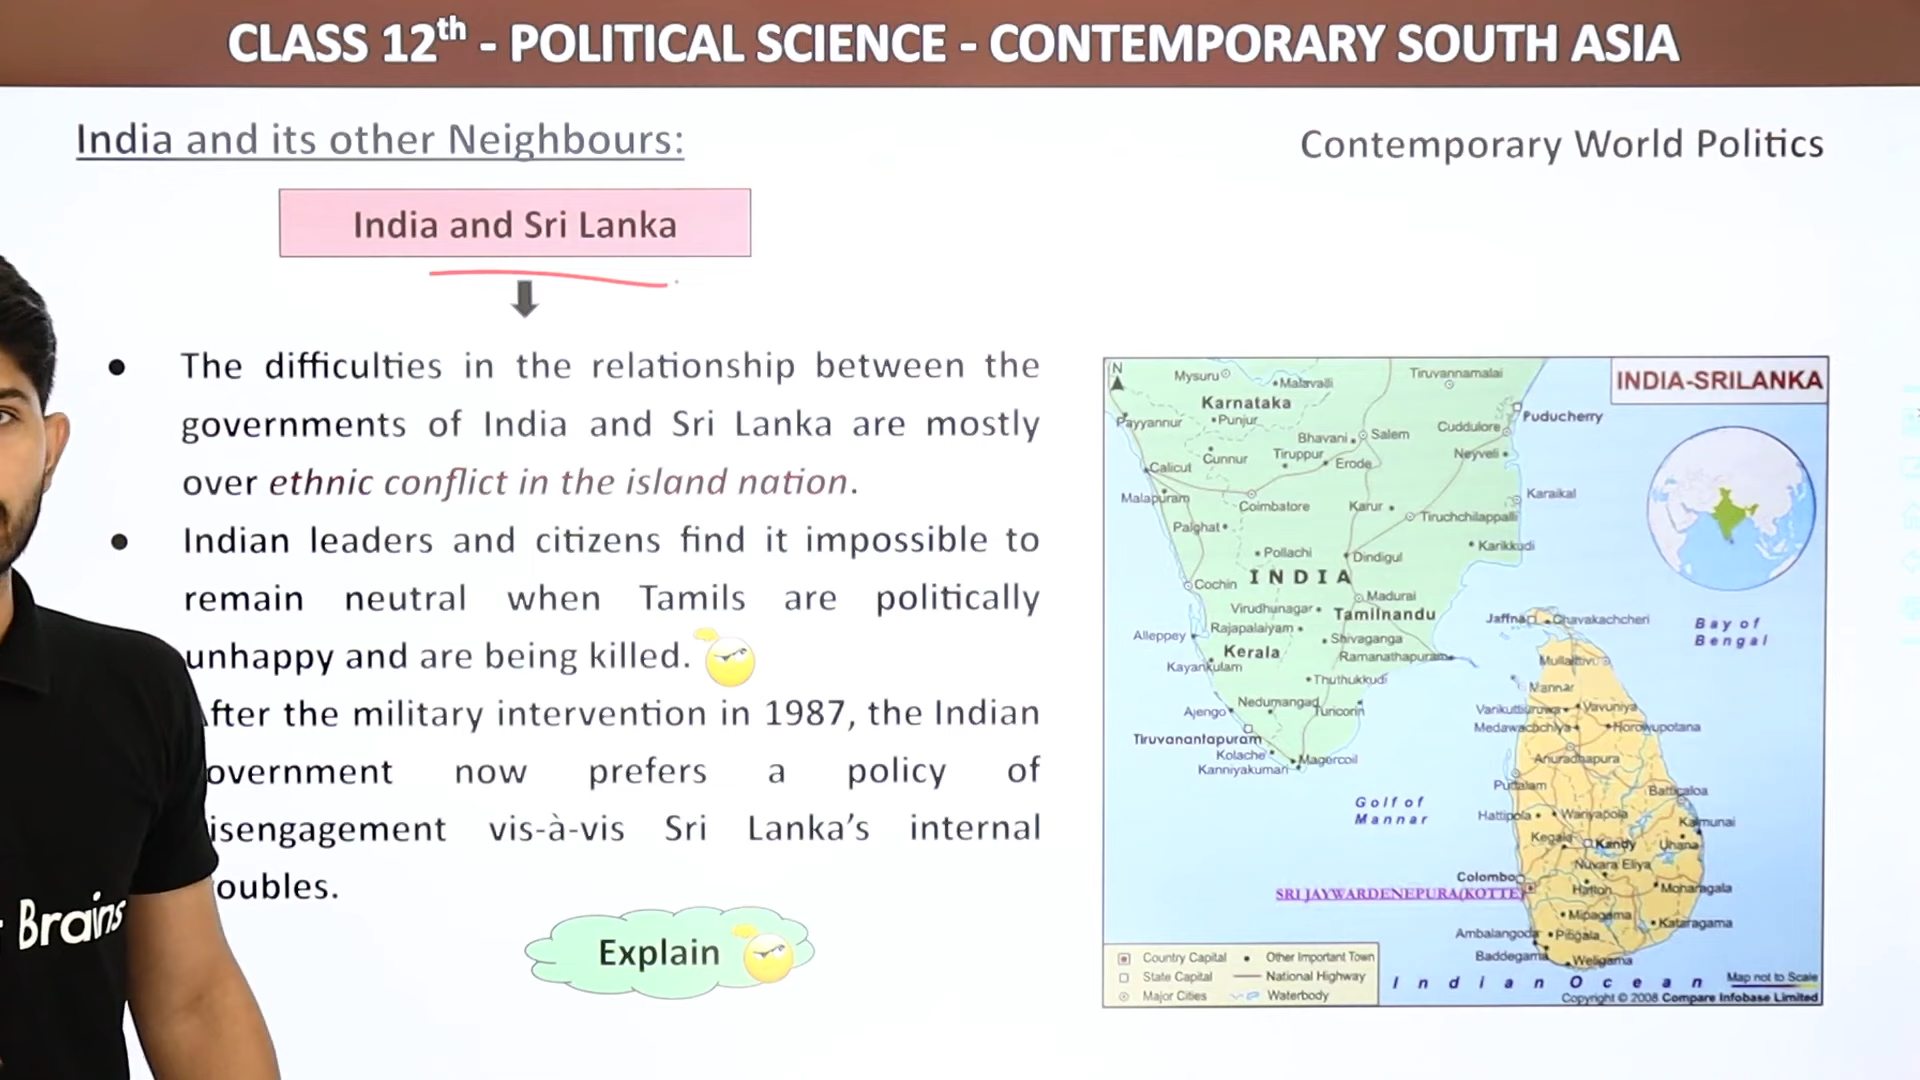 CLASS 12th - POLITICAL SCIENCE - CONTEMPORARY SOUTH ASIA
India and its other Neighbours:
Contemporary World Politics
India and Sri Lanka
The difficulties in the relationship between the
governments of India and Sri Lanka are mostly
over ethnic conflict in the island nation.
Indian leaders and citizens find it impossible to
remain neutral when Tamils are politically
unhappy and are being killed.
fter the military intervention in 1987, the Indian
overnment now prefers a policy of
isengagement vis-à-vis Sri Lanka's internal
oubles.
Explain
Brains
INDIA-SRILANKA
N
Mysuru
Malavalli
Tiruvannamalai
Karnataka
Payyannur
Punjur
Puducherry
Cuddulore
Bhavani
Salem
Neyveli
Calicut
Cunnur
Tiruppur
Erode
Malapuram
Coimbatore
Karur
Karaikal
Palghat
Tiruchchilappalli
Pollachi
Dindigul
Karikkudi
Cochin
INDIA
Madurai
Virudhunagar
Tamilnandu
Alleppey
Rajapalaiyam
Shivaganga
Kerala
Ramanathapuram
Kayankulam
Thuthukkudi
Ajengo
Nedumangad
Turicorin
Tiruvanantapuram
Kolache
Magercoil
Kanniyakumari
Golf of
Mannar
Bay of
Bengal
Jaffna
Chavakachcheri
Mullaittivu
Mannar
Vavuniya
Medawachchiya
Horowupotana
Anuradhapura
Puttalam
Batticaloa
Hattipola
Wariyapola
Kalmunai
Kegala
Kandy
Uhana
Nuvara Eliya
Colombo
SRI JAYWARDENEPURA(KOTTE)
Hatton
Monaragala
Mipagama
Kataragama
Ambalangoda
Pitigala
Baddegama
Weligama
Indian Ocean
Map not to Scale
Copyright © 2008 Compare Infobase Limited
Country Capital
Other Important Town
State Capital
National Highway
Major Cities
Waterbody